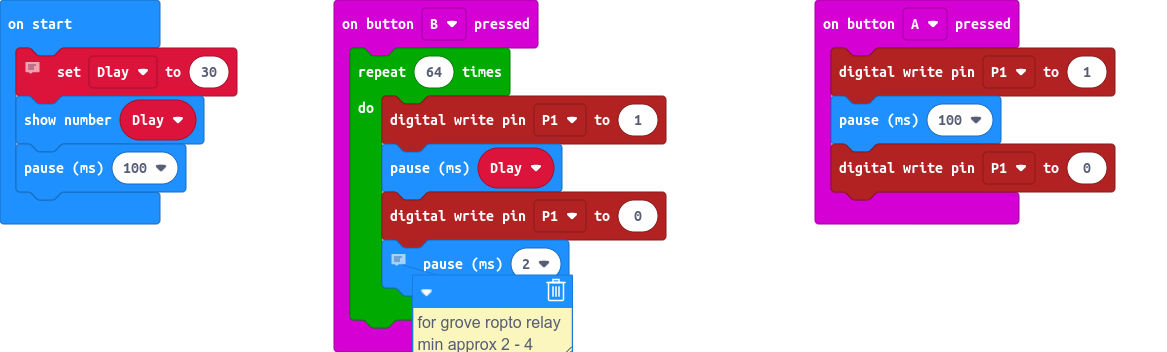 on start
set Dlay to 30
show number Dlay
pause (ms) 100
on button B pressed
repeat 64 times
do
digital write pin P1 to 1
pause (ms) Dlay
digital write pin P1 to 0
pause (ms) 2
for grove ropto relay
min approx 2 - 4
on button A pressed
digital write pin P1 to 1
pause (ms) 100
digital write pin P1 to 0